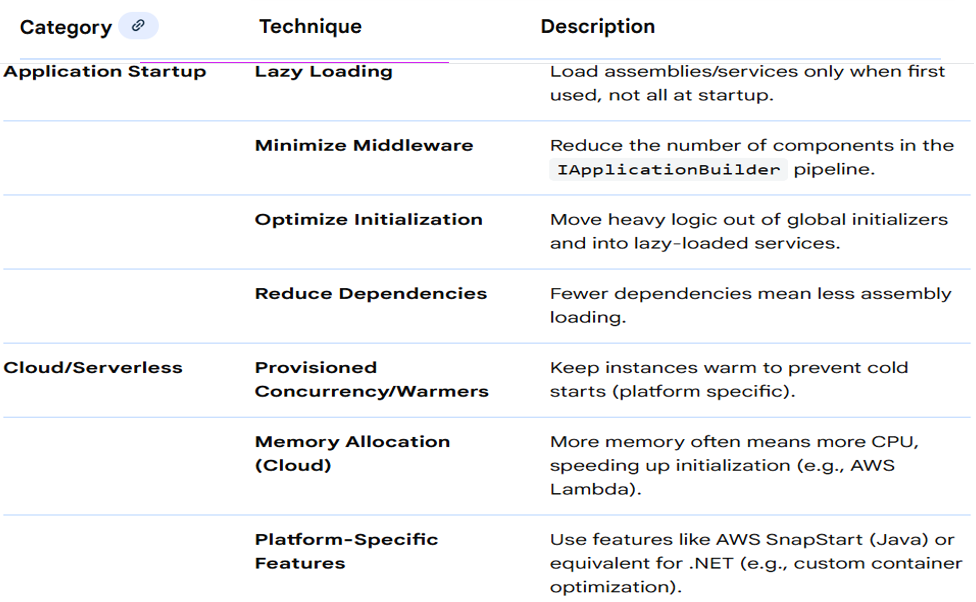 Category Technique Description
Application Startup Lazy Loading Load assemblies/services only when first
used, not all at startup.
Minimize Middleware Reduce the number of components in the
IApplicationBuilder pipeline.
Optimize Initialization Move heavy logic out of global initializers
and into lazy-loaded services.
Reduce Dependencies Fewer dependencies mean less assembly
loading.
Cloud/Serverless Provisioned Keep instances warm to prevent cold
Concurrency/Warmers starts (platform specific).
Memory Allocation More memory often means more CPU,
(Cloud) speeding up initialization (e.g., AWS
Lambda).
Platform-Specific Use features like AWS SnapStart (Java) or
Features equivalent for .NET (e.g., custom container
optimization).